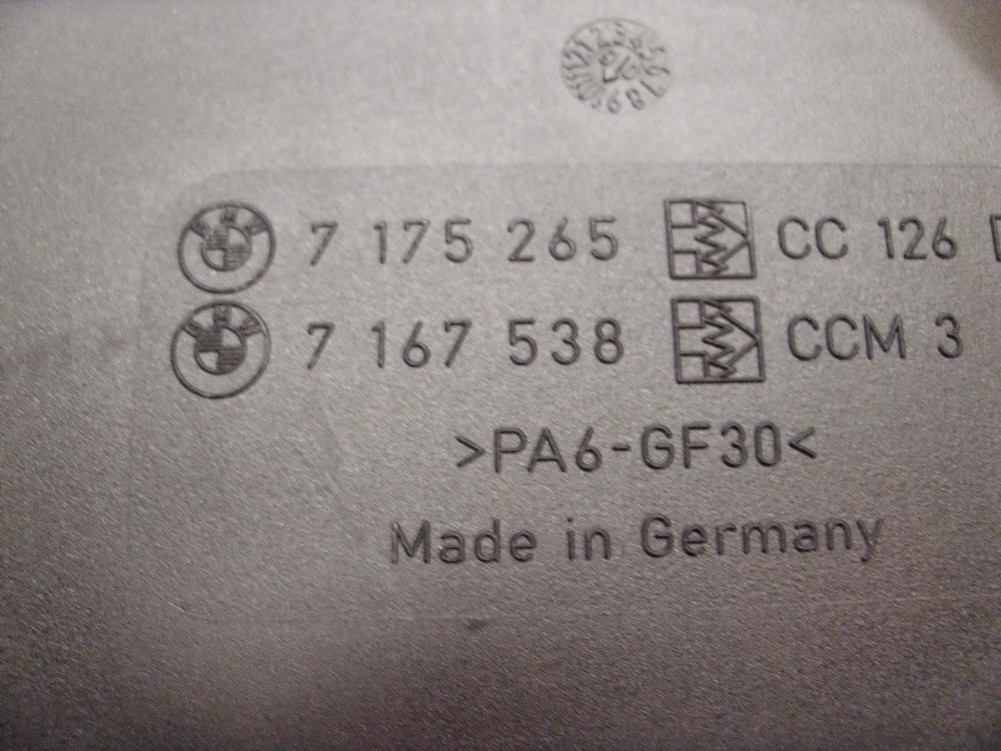 7 175 265 CC 126
7 167 538 CCM 3
>PA6-GF30<
Made in Germany